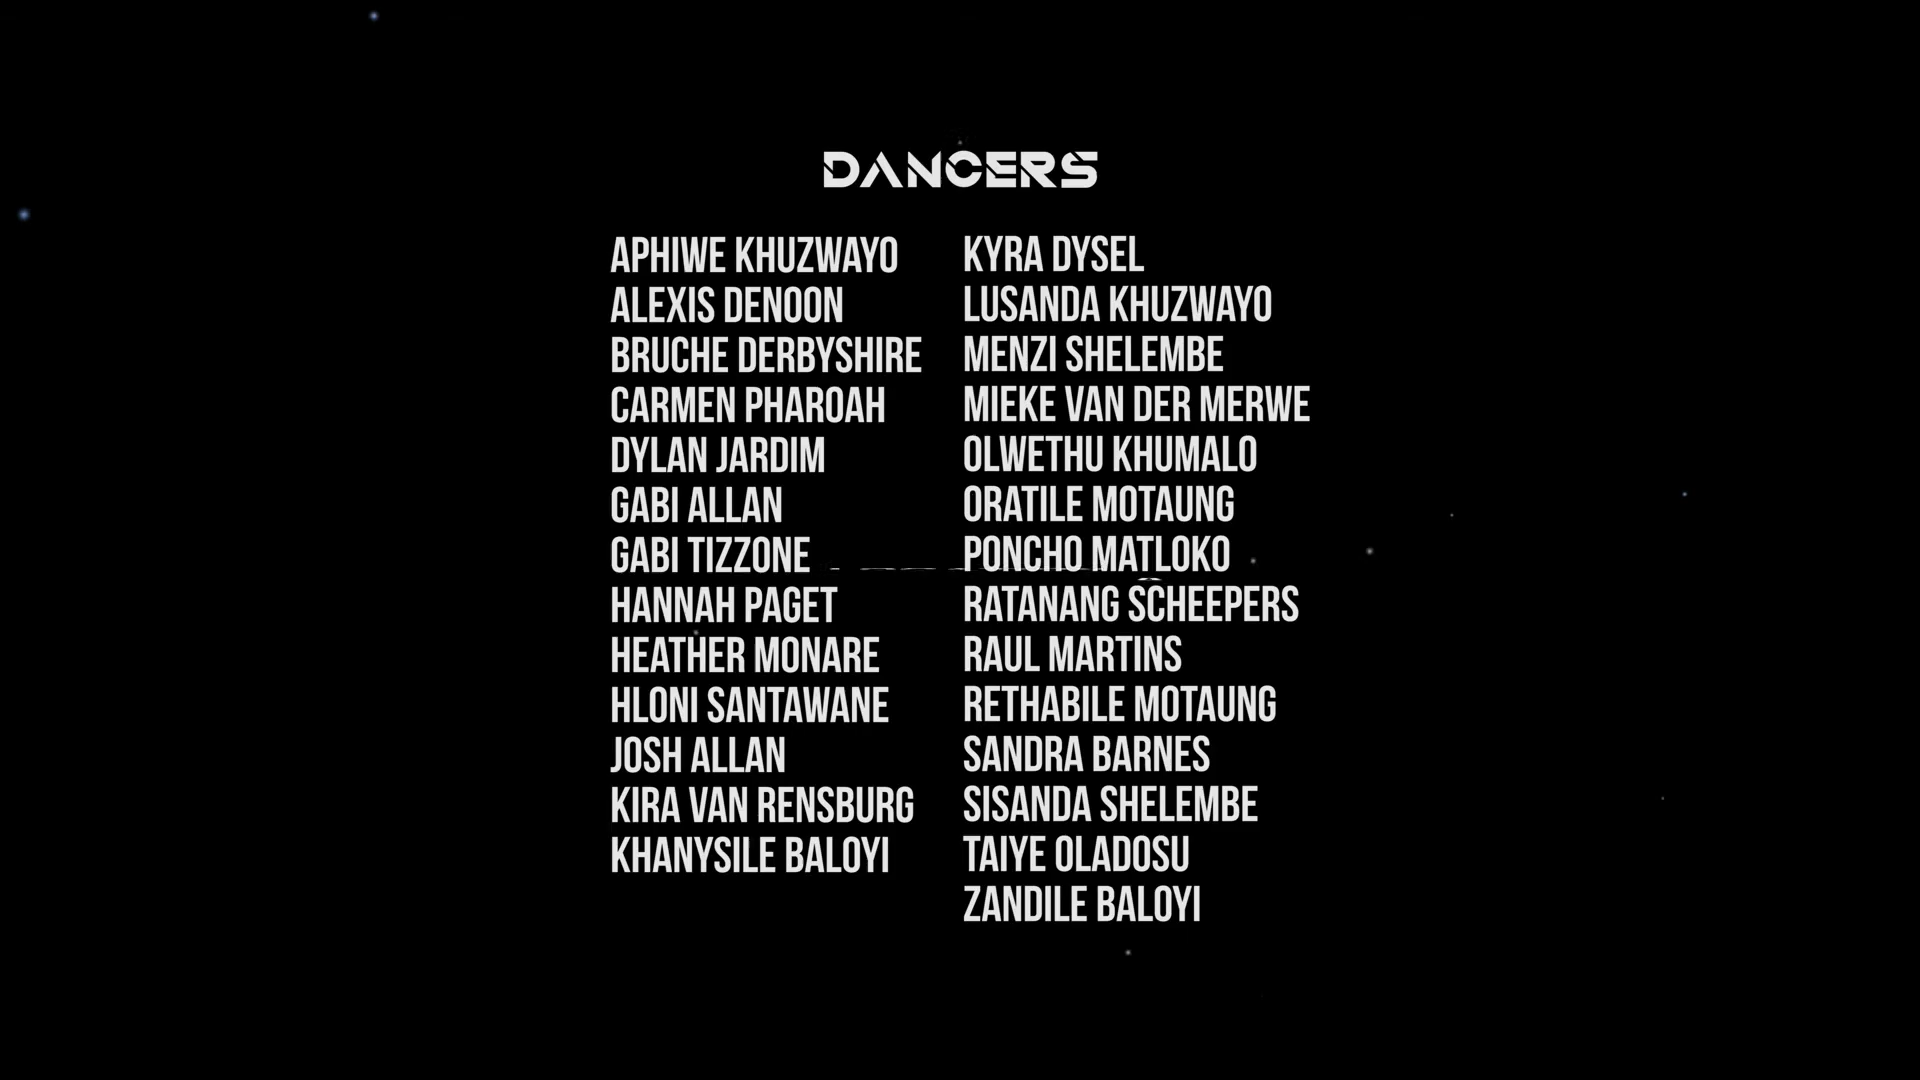 DANCERS
APHIWE KHUZWAYO
ALEXIS DENOON
BRUCHE DERBYSHIRE
CARMEN PHAROAH
DYLAN JARDIM
GABI ALLAN
GABI TIZZONE
HANNAH PAGET
HEATHER MONARE
HLONI SANTAWANE
JOSH ALLAN
KIRA VAN RENSBURG
KHANYSILE BALOYI
KYRA DYSEL
LUSANDA KHUZWAYO
MENZI SHELEMBE
MIEKE VAN DER MERWE
OLWETHU KHUMALO
ORATILE MOTAUNG
PONCHO MATLOKO
RATANANG SCHEEPERS
RAUL MARTINS
RETHABILE MOTAUNG
SANDRA BARNES
SISANDA SHELEMBE
TAIYE OLADOSU
ZANDILE BALOYI